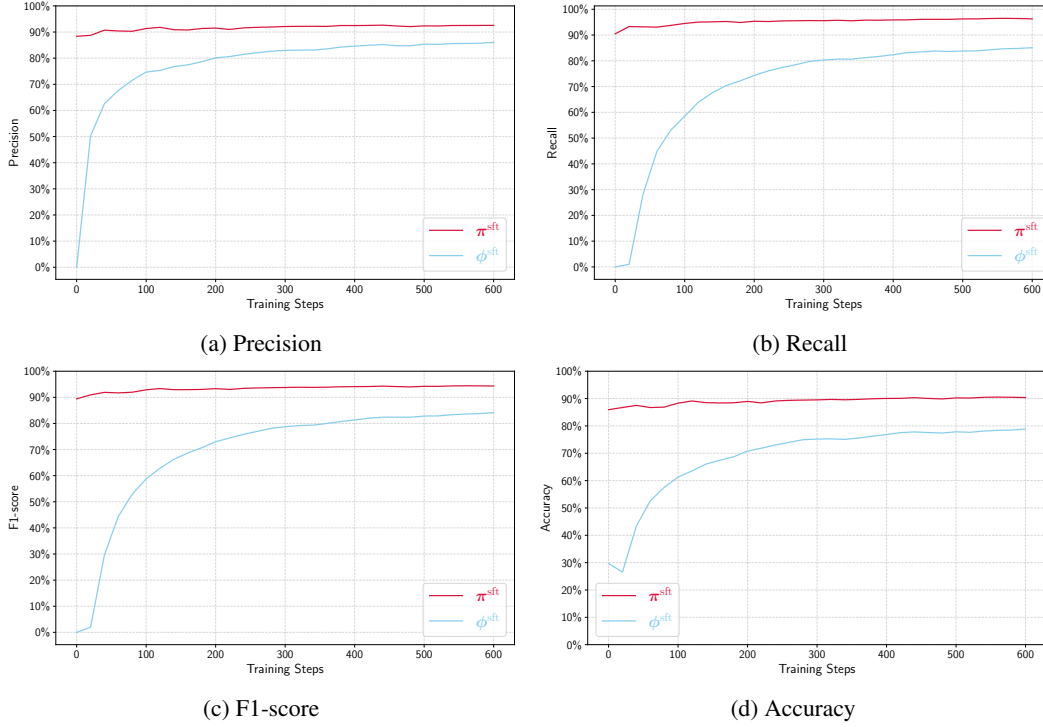 100%
90%
80%
70%
60%
50%
40%
30%
20%
10%
0%
Precision
0 100 200 300 400 500 600
Training Steps
π^sft
ϕ^sft
(a) Precision
100%
90%
80%
70%
60%
50%
40%
30%
20%
10%
0%
Recall
0 100 200 300 400 500 600
Training Steps
π^sft
ϕ^sft
(b) Recall
100%
90%
80%
70%
60%
50%
40%
30%
20%
10%
0%
F1-score
0 100 200 300 400 500 600
Training Steps
π^sft
ϕ^sft
(c) F1-score
100%
90%
80%
70%
60%
50%
40%
30%
20%
10%
0%
Accuracy
0 100 200 300 400 500 600
Training Steps
π^sft
ϕ^sft
(d) Accuracy